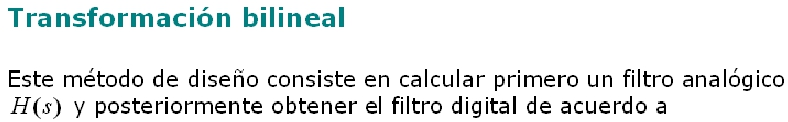 Transformación bilineal
Este método de diseño consiste en calcular primero un filtro analógico
H(s) y posteriormente obtener el filtro digital de acuerdo a